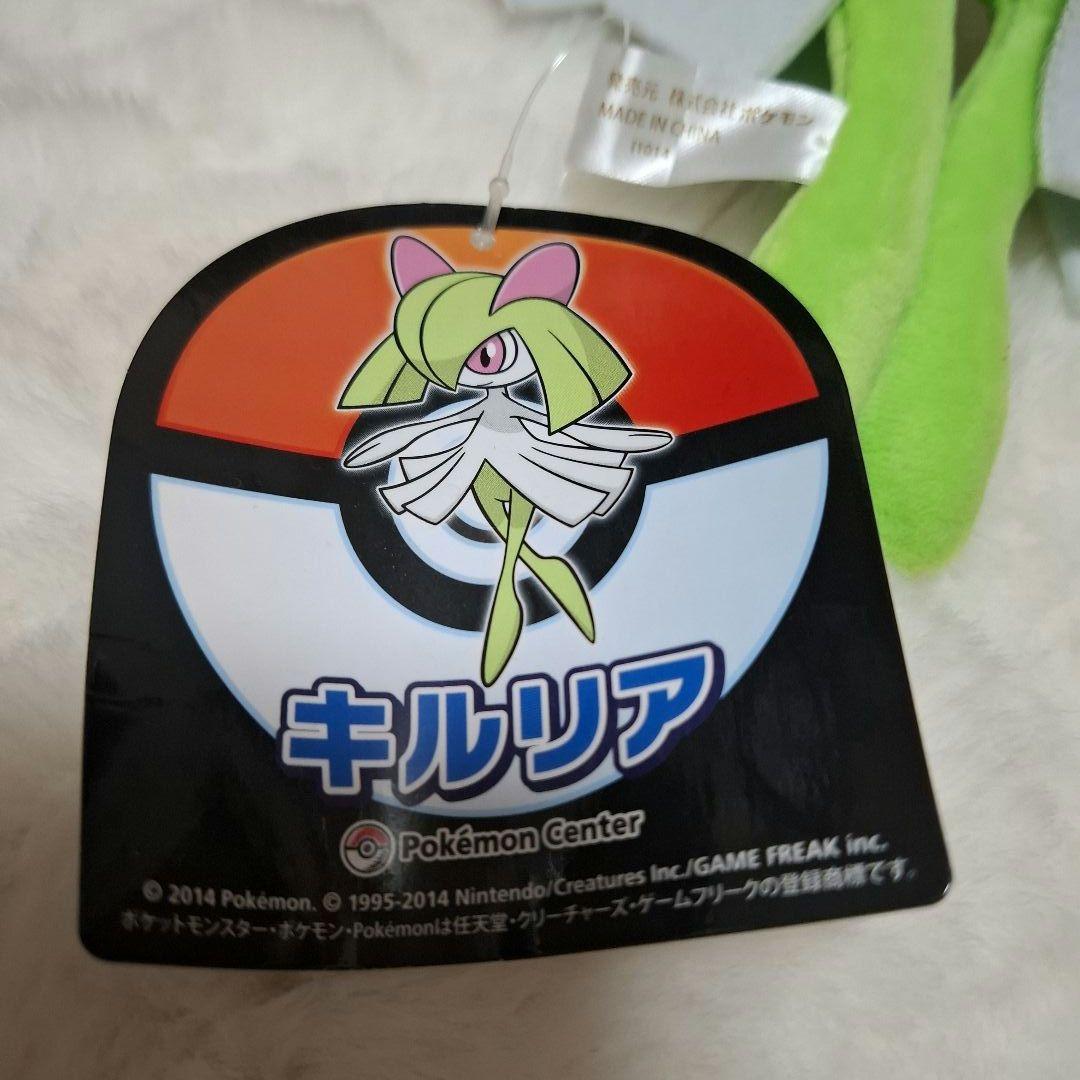 発売元 株式会社ポケモン
MADE IN CHINA
キルリア
Pokémon Center
© 2014 Pokémon. © 1995-2014 Nintendo/Creatures Inc./GAME FREAK inc.
ポケットモンスター・ポケモン・Pokémonは任天堂・クリーチャーズ・ゲームフリークの登録商標です。